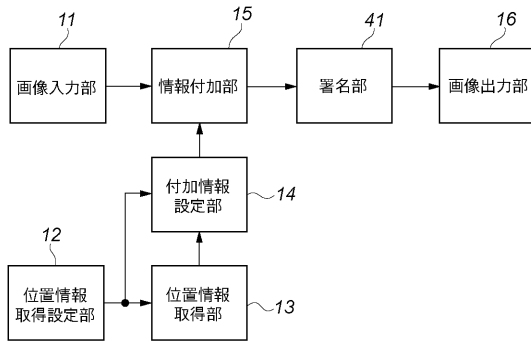 11
15
41
16
画像入力部
情報付加部
署名部
画像出力部
付加情報
設定部
14
12
位置情報
取得設定部
位置情報
取得部
13